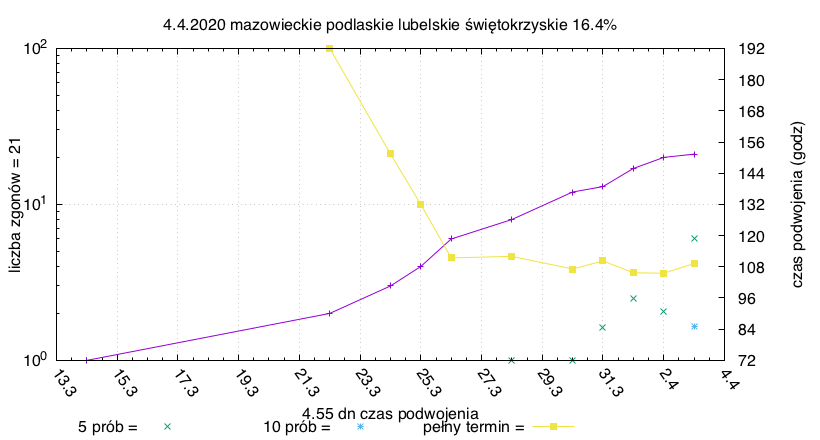 4.4.2020 mazowieckie podlaskie lubelskie świętokrzyskie 16.4%
liczba zgonów = 21
10²
10¹
10⁰
192
180
168
156
144
132
120
108
96
84
72
czas podwojenia (godz)
13.3 15.3 17.3 19.3 21.3 23.3 25.3 27.3 29.3 31.3 2.4 4.4
4.55 dn czas podwojenia
5 prób = 10 prób = pełny termin =